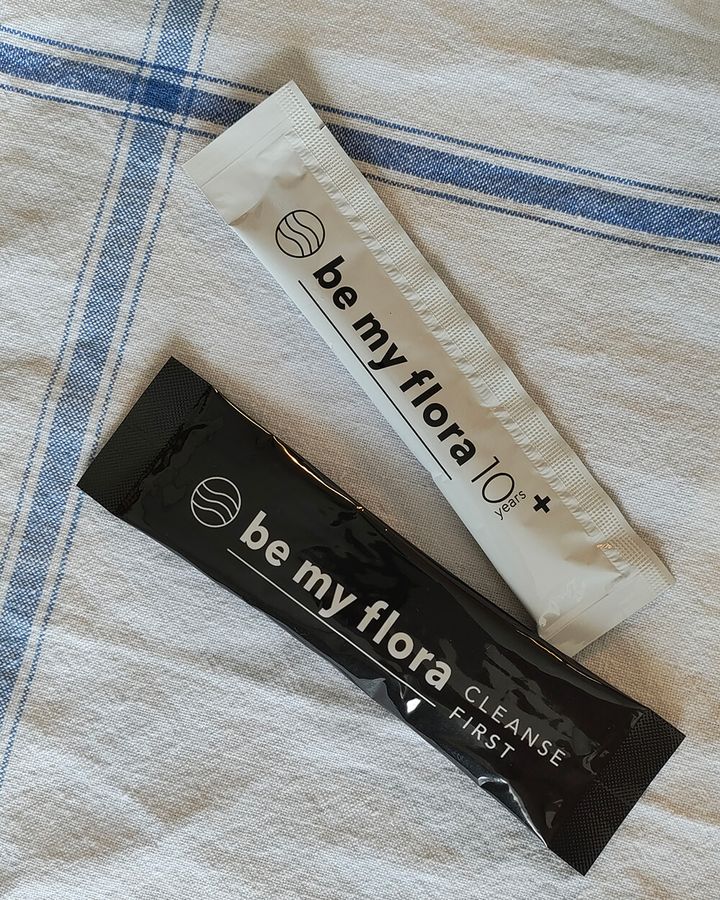 be my flora 10 +
years
be my flora CLEANSE
FIRST